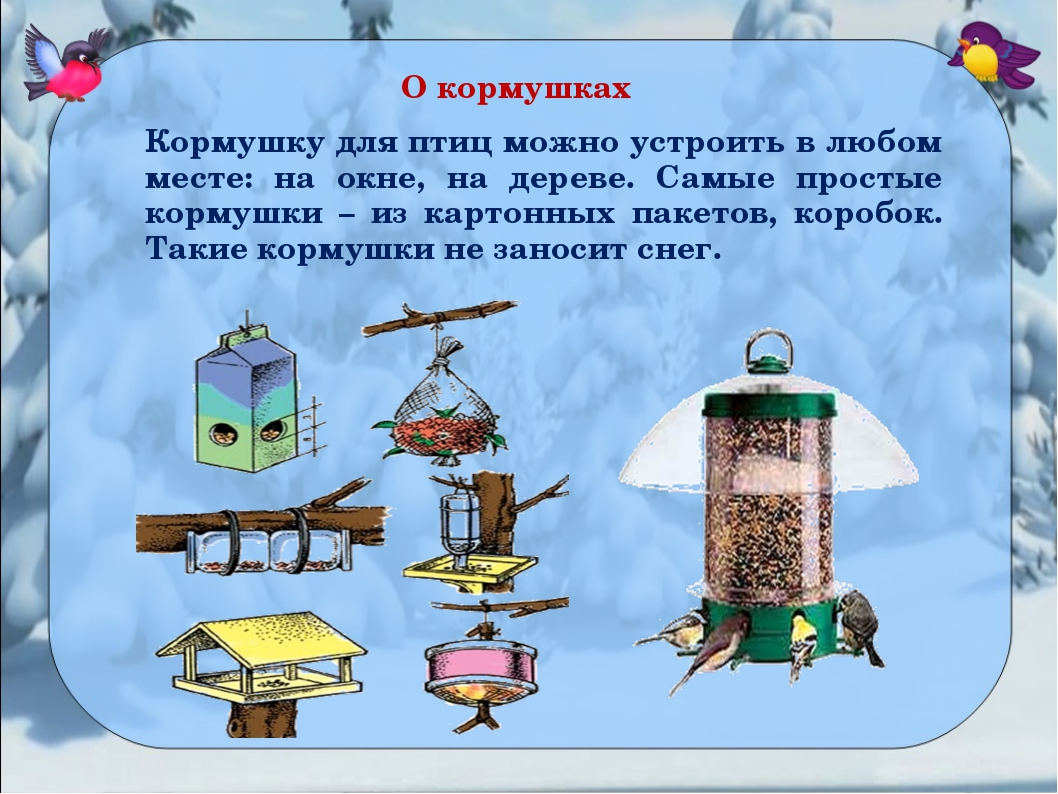 О кормушках
Кормушку для птиц можно устроить в любом
месте: на окне, на дереве. Самые простые
кормушки – из картонных пакетов, коробок.
Такие кормушки не заносит снег.